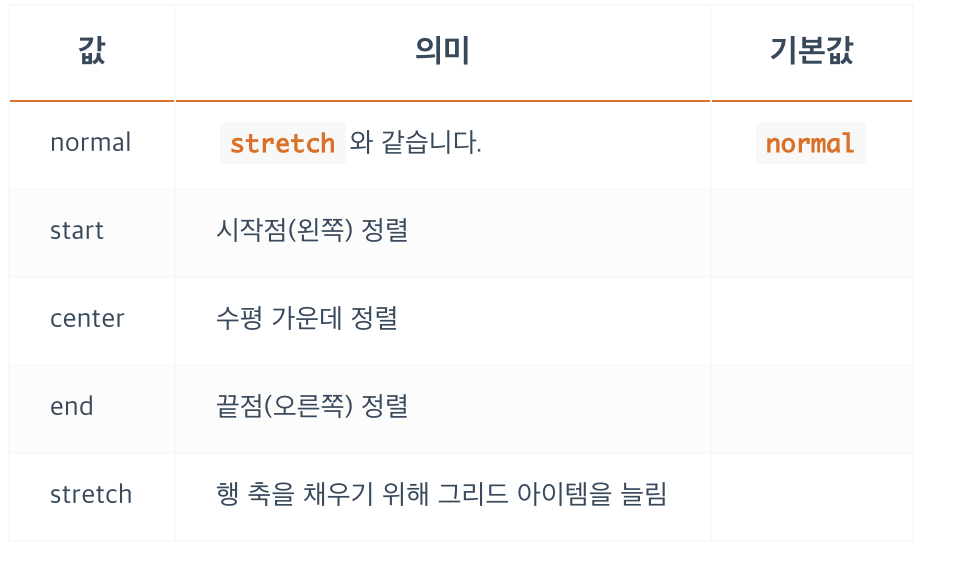 값 의미 기본값
normal stretch 와 같습니다. normal
start 시작점(왼쪽) 정렬
center 수평 가운데 정렬
end 끝점(오른쪽) 정렬
stretch 행 축을 채우기 위해 그리드 아이템을 늘림